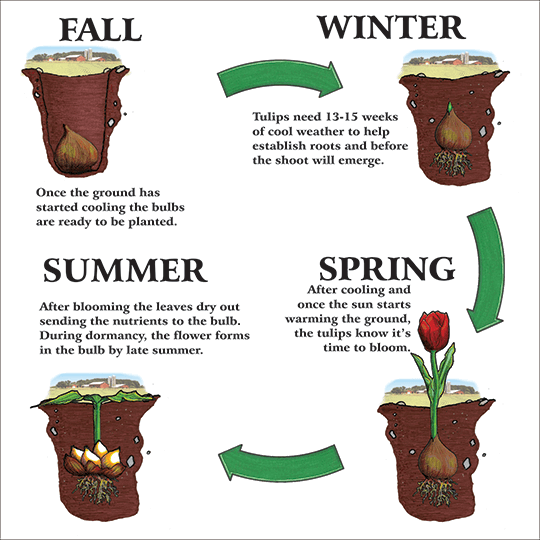 FALL
Once the ground has
started cooling the bulbs
are ready to be planted.
WINTER
Tulips need 13-15 weeks
of cool weather to help
establish roots and before
the shoot will emerge.
SPRING
After cooling and
once the sun starts
warming the ground,
the tulips know it's
time to bloom.
SUMMER
After blooming the leaves dry out
sending the nutrients to the bulb.
During dormancy, the flower forms
in the bulb by late summer.